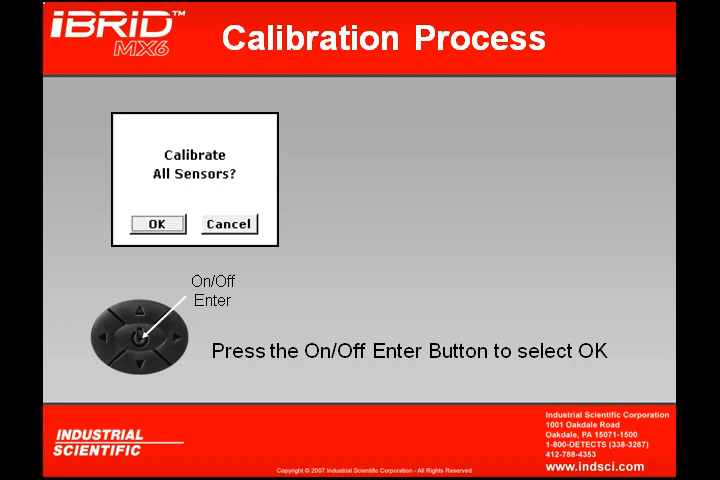 iBRiD™
MX6
Calibration Process
Calibrate
All Sensors?
OK Cancel
On/Off
Enter
Press the On/Off Enter Button to select OK
INDUSTRIAL
SCIENTIFIC
Industrial Scientific Corporation
1001 Oakdale Road
Oakdale, PA 15071-1500
1-800-DETECTS (338-3287)
412-788-4353
www.indsci.com
Copyright © 2007 Industrial Scientific Corporation - All Rights Reserved